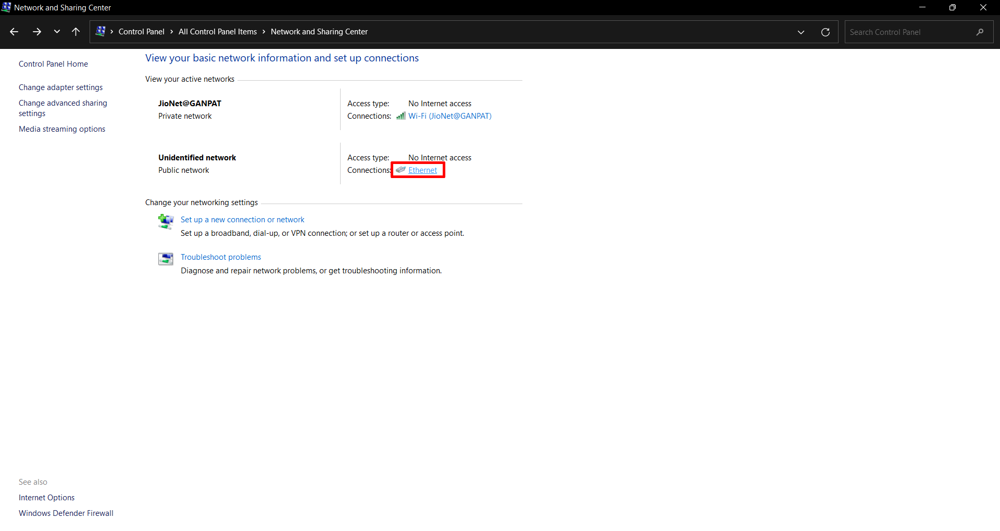 Network and Sharing Center
Control Panel > All Control Panel Items > Network and Sharing Center
Search Control Panel
Control Panel Home
Change adapter settings
Change advanced sharing
settings
Media streaming options
View your basic network information and set up connections
View your active networks
JioNet@GANPAT
Private network
Access type: No Internet access
Connections: Wi-Fi (JioNet@GANPAT)
Unidentified network
Public network
Access type: No Internet access
Connections: Ethernet
Change your networking settings
Set up a new connection or network
Set up a broadband, dial-up, or VPN connection; or set up a router or access point.
Troubleshoot problems
Diagnose and repair network problems, or get troubleshooting information.
See also
Internet Options
Windows Defender Firewall